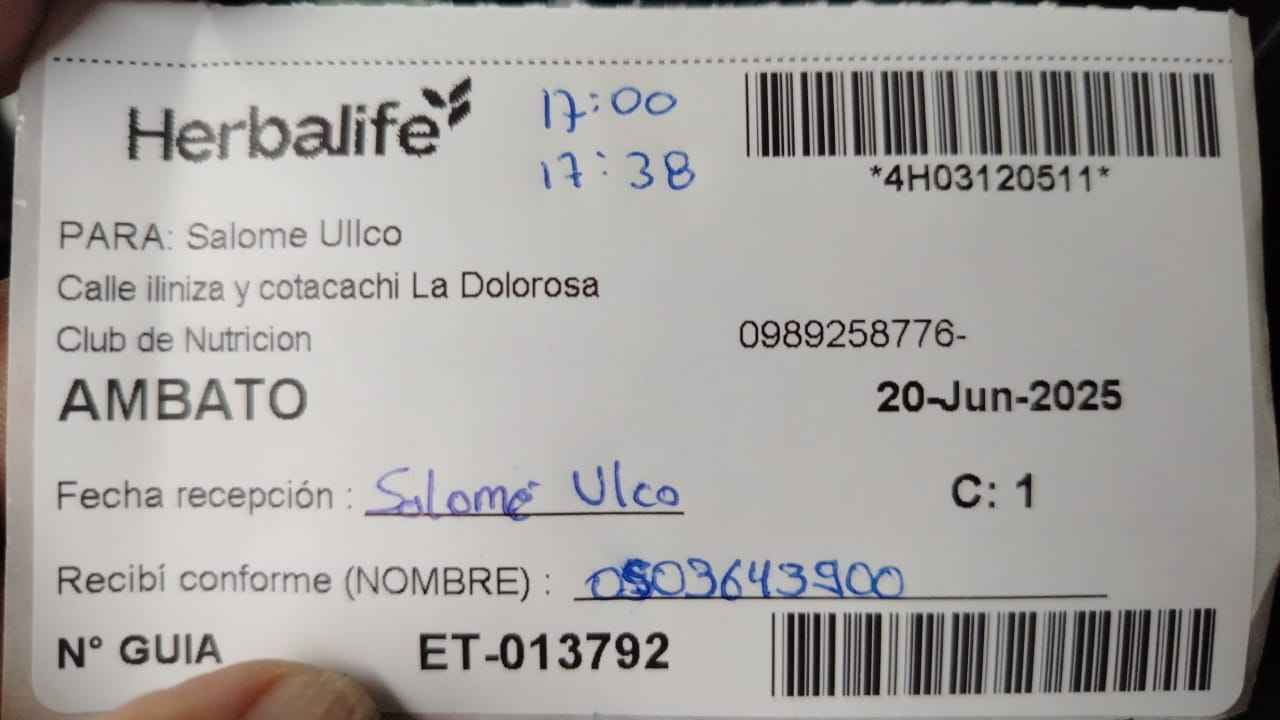 Herbalife
17:00
17:38
*4H03120511*
PARA: Salome Ullco
Calle iliniza y cotacachi La Dolorosa
Club de Nutricion
0989258776-
AMBATO
20-Jun-2025
Fecha recepción : Salomé Ulco
C: 1
Recibí conforme (NOMBRE) : 0503643900
N° GUIA ET-013792